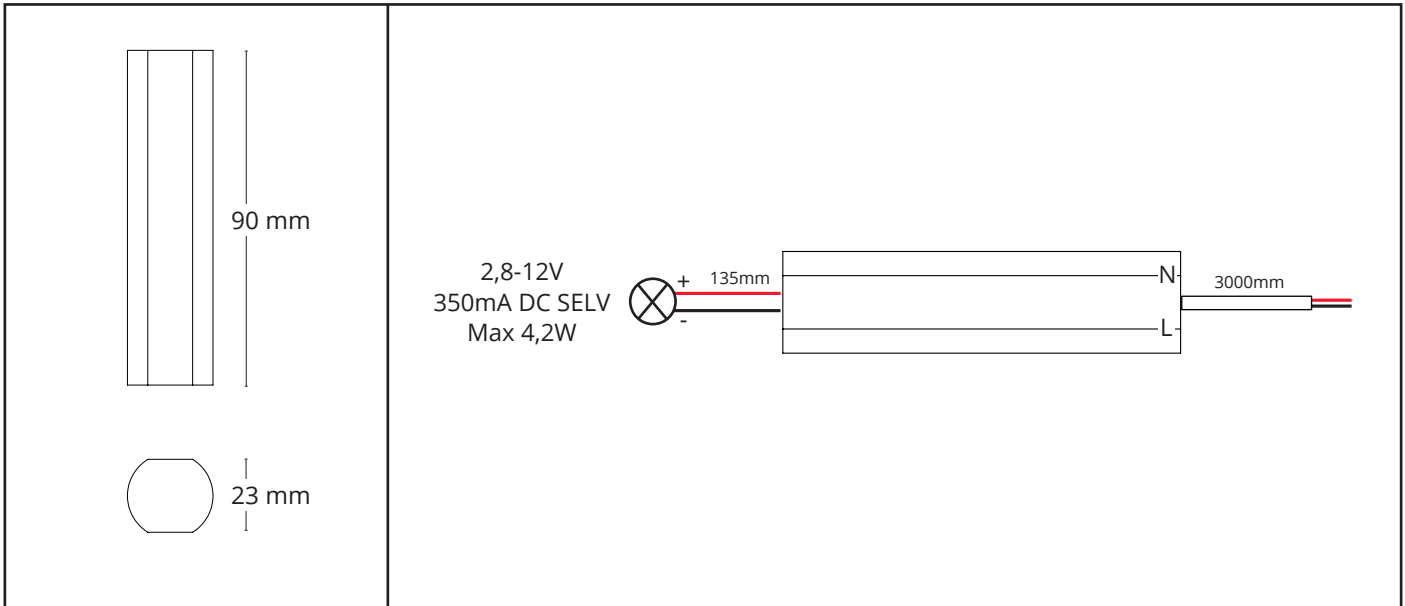 90 mm
23 mm
2,8-12V
350mA DC SELV
Max 4,2W
+
-
135mm
N
L
3000mm